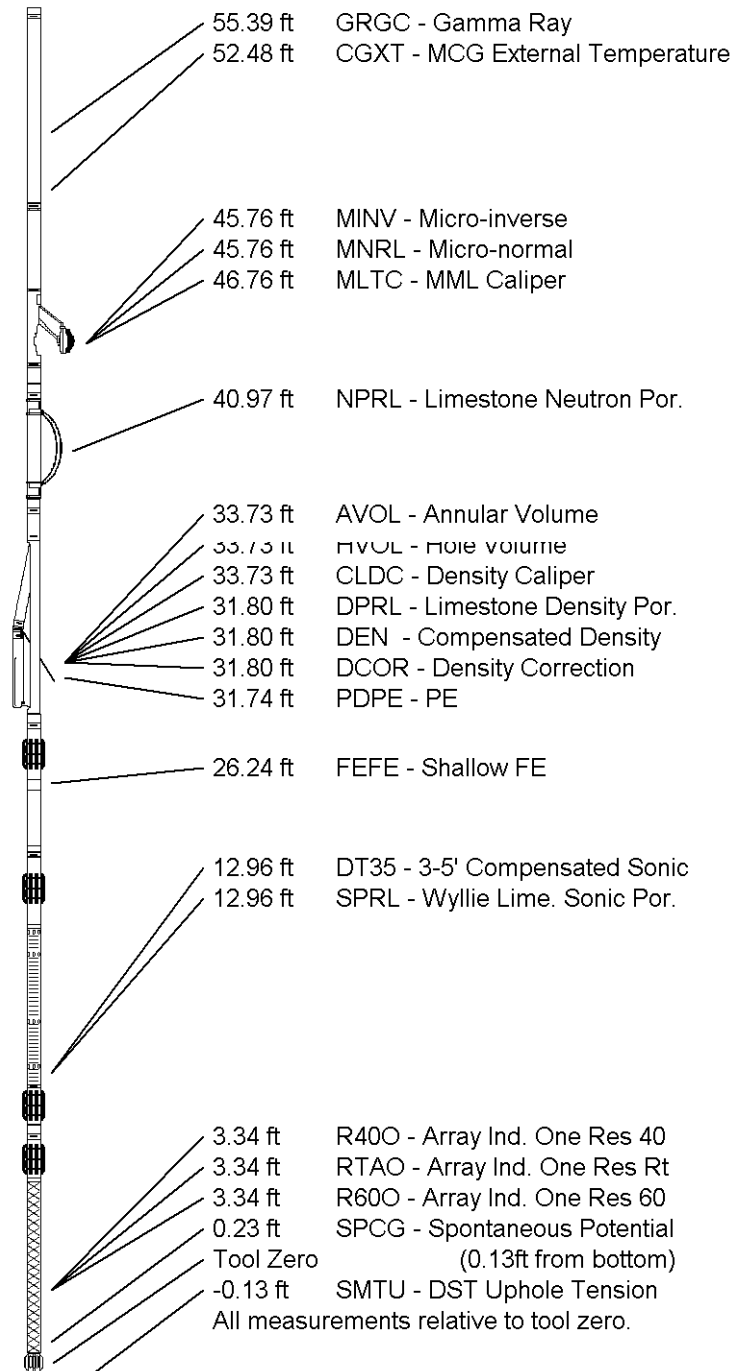 55.39 ft GRGC - Gamma Ray
52.48 ft CGXT - MCG External Temperature
45.76 ft MINV - Micro-inverse
45.76 ft MNRL - Micro-normal
46.76 ft MLTC - MML Caliper
40.97 ft NPRL - Limestone Neutron Por.
33.73 ft AVOL - Annular Volume
33.73 ft HVOL - Hole Volume
33.73 ft CLDC - Density Caliper
31.80 ft DPRL - Limestone Density Por.
31.80 ft DEN - Compensated Density
31.80 ft DCOR - Density Correction
31.74 ft PDPE - PE
26.24 ft FEFE - Shallow FE
12.96 ft DT35 - 3-5' Compensated Sonic
12.96 ft SPRL - Wyllie Lime. Sonic Por.
3.34 ft R40O - Array Ind. One Res 40
3.34 ft RTAO - Array Ind. One Res Rt
3.34 ft R60O - Array Ind. One Res 60
0.23 ft SPCG - Spontaneous Potential
Tool Zero (0.13ft from bottom)
-0.13 ft SMTU - DST Uphole Tension
All measurements relative to tool zero.